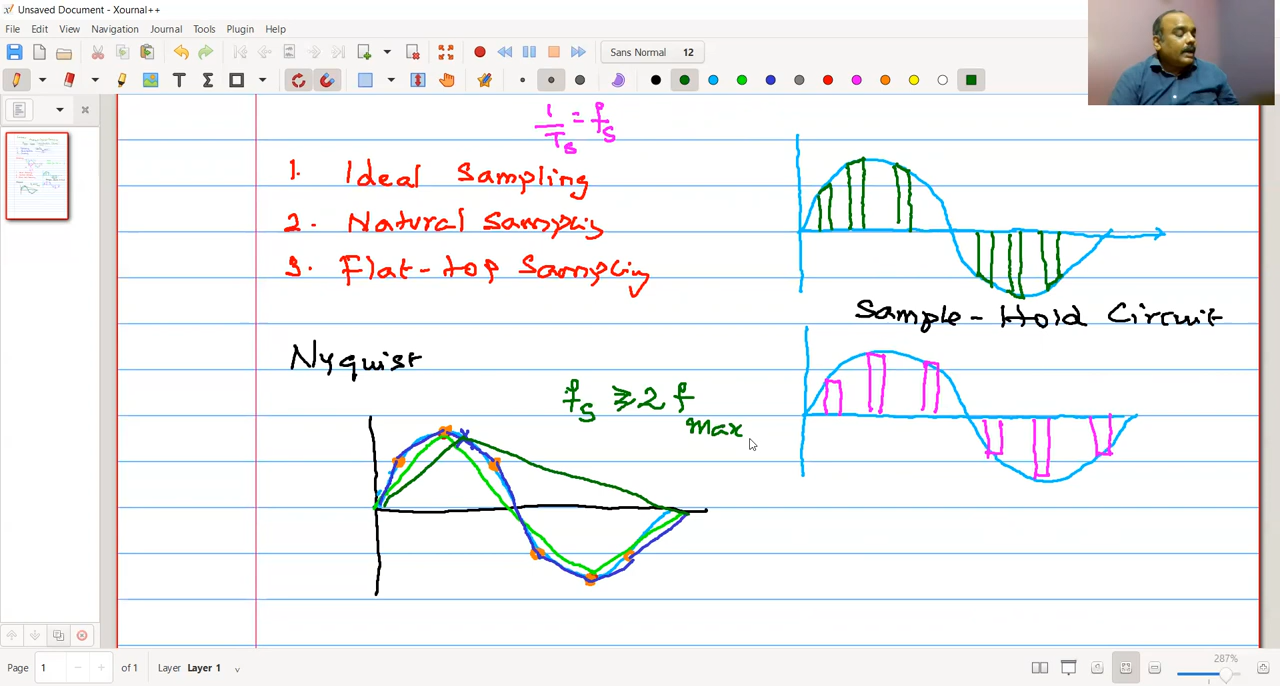 Unsaved Document - Xournal++
File Edit View Navigation Journal Tools Plugin Help
Sans Normal 12
1/Ts = fs
1. Ideal Sampling
2. Natural Sampling
3. Flat-top Sampling
Sample-Hold Circuit
Nyquist
fs ≥ 2 fmax
Page 1 of 1 Layer Layer 1
287%